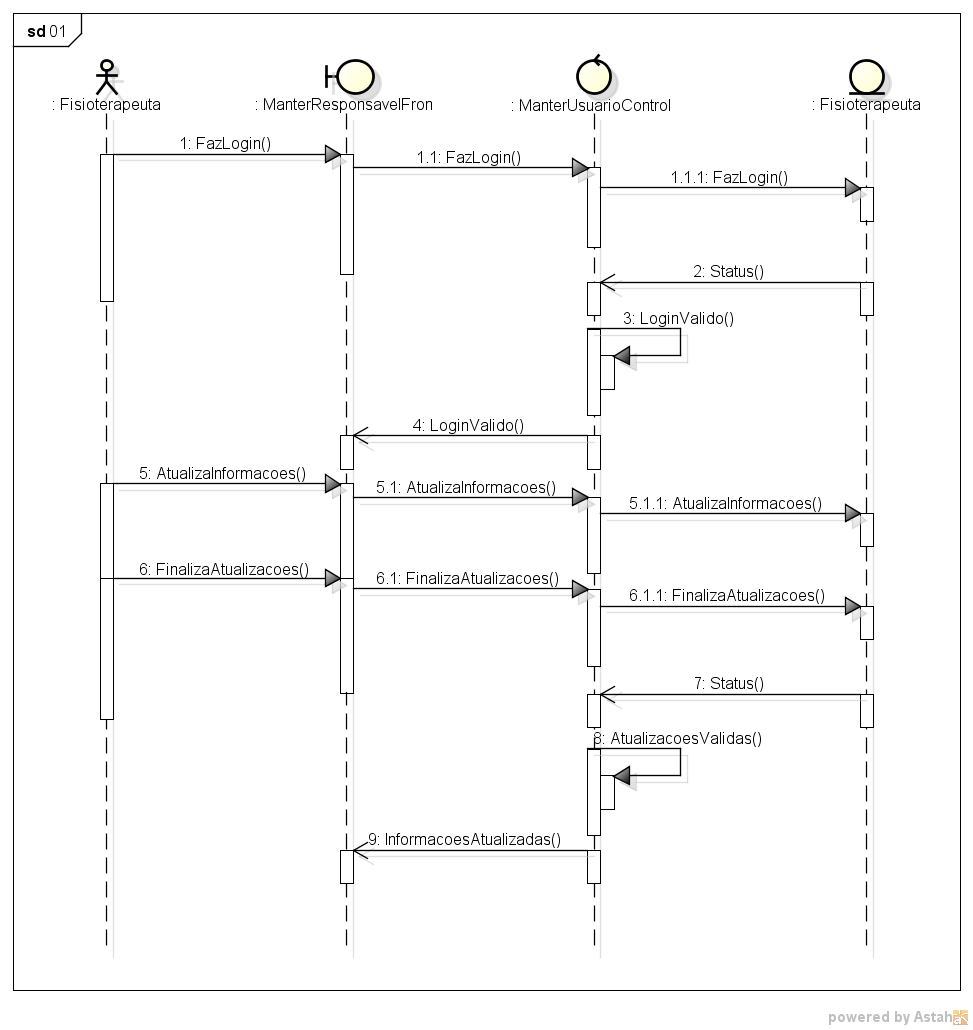 sd 01
: Fisioterapeuta
: ManterResponsavelFron
: ManterUsuarioControl
: Fisioterapeuta
1: FazLogin()
1.1: FazLogin()
1.1.1: FazLogin()
2: Status()
3: LoginValido()
4: LoginValido()
5: AtualizaInformacoes()
5.1: AtualizaInformacoes()
5.1.1: AtualizaInformacoes()
6: FinalizaAtualizacoes()
6.1: FinalizaAtualizacoes()
6.1.1: FinalizaAtualizacoes()
7: Status()
8: AtualizacoesValidas()
9: InformacoesAtualizadas()
powered by Astah